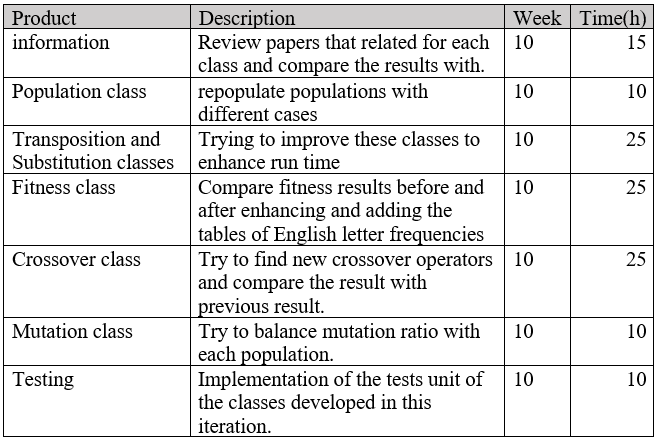 Product Description Week Time(h)
information Review papers that related for each 10 15
class and compare the results with.
Population class repopulate populations with 10 10
different cases
Transposition and Trying to improve these classes to 10 25
Substitution classes enhance run time
Fitness class Compare fitness results before and 10 25
after enhancing and adding the
tables of English letter frequencies
Crossover class Try to find new crossover operators 10 25
and compare the result with
previous result.
Mutation class Try to balance mutation ratio with 10 10
each population.
Testing Implementation of the tests unit of 10 10
the classes developed in this
iteration.